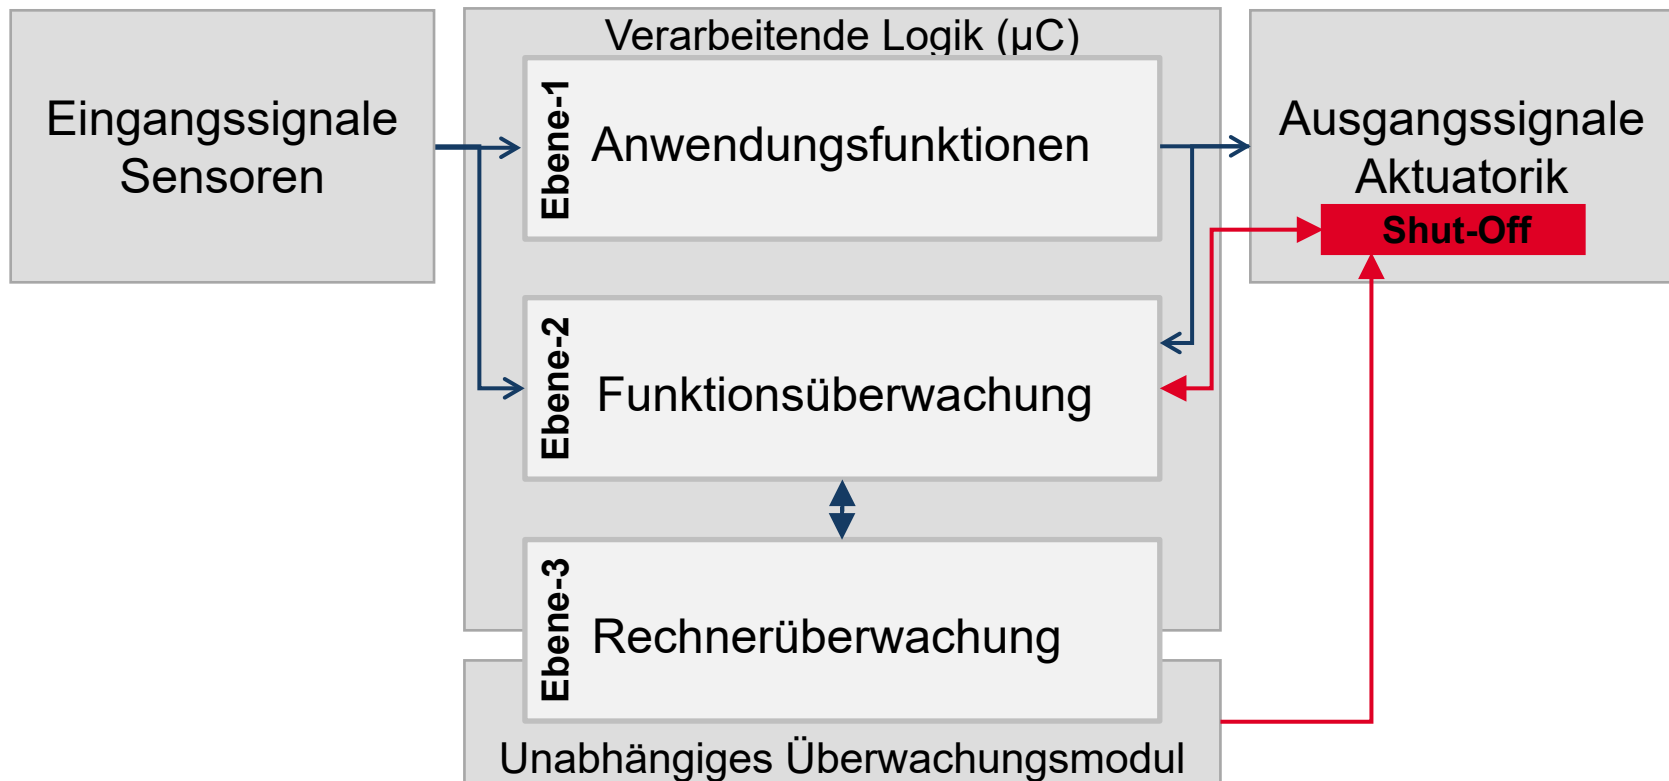 Eingangssignale
Sensoren
Verarbeitende Logik (µC)
Ebene-1
Anwendungsfunktionen
Ebene-2
Funktionsüberwachung
Ebene-3
Rechnerüberwachung
Unabhängiges Überwachungsmodul
Ausgangssignale
Aktuatorik
Shut-Off